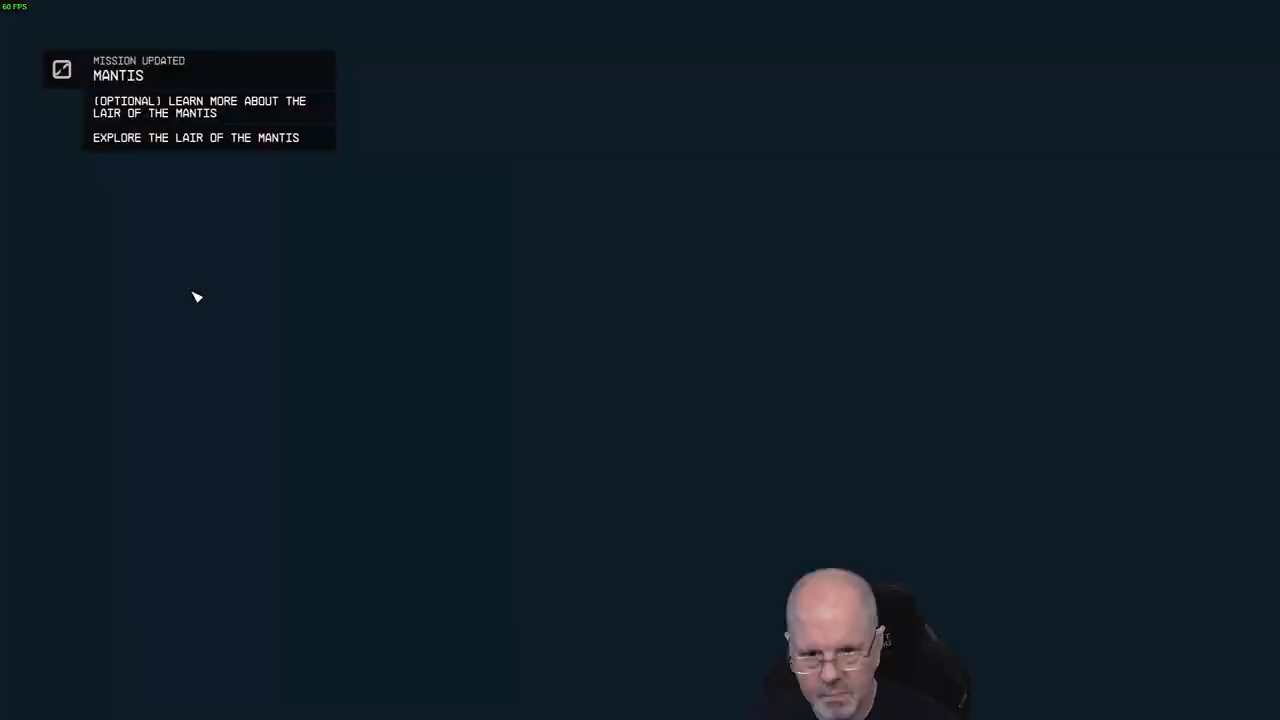 60 FPS
MISSION UPDATED
MANTIS
(OPTIONAL) LEARN MORE ABOUT THE
LAIR OF THE MANTIS
EXPLORE THE LAIR OF THE MANTIS